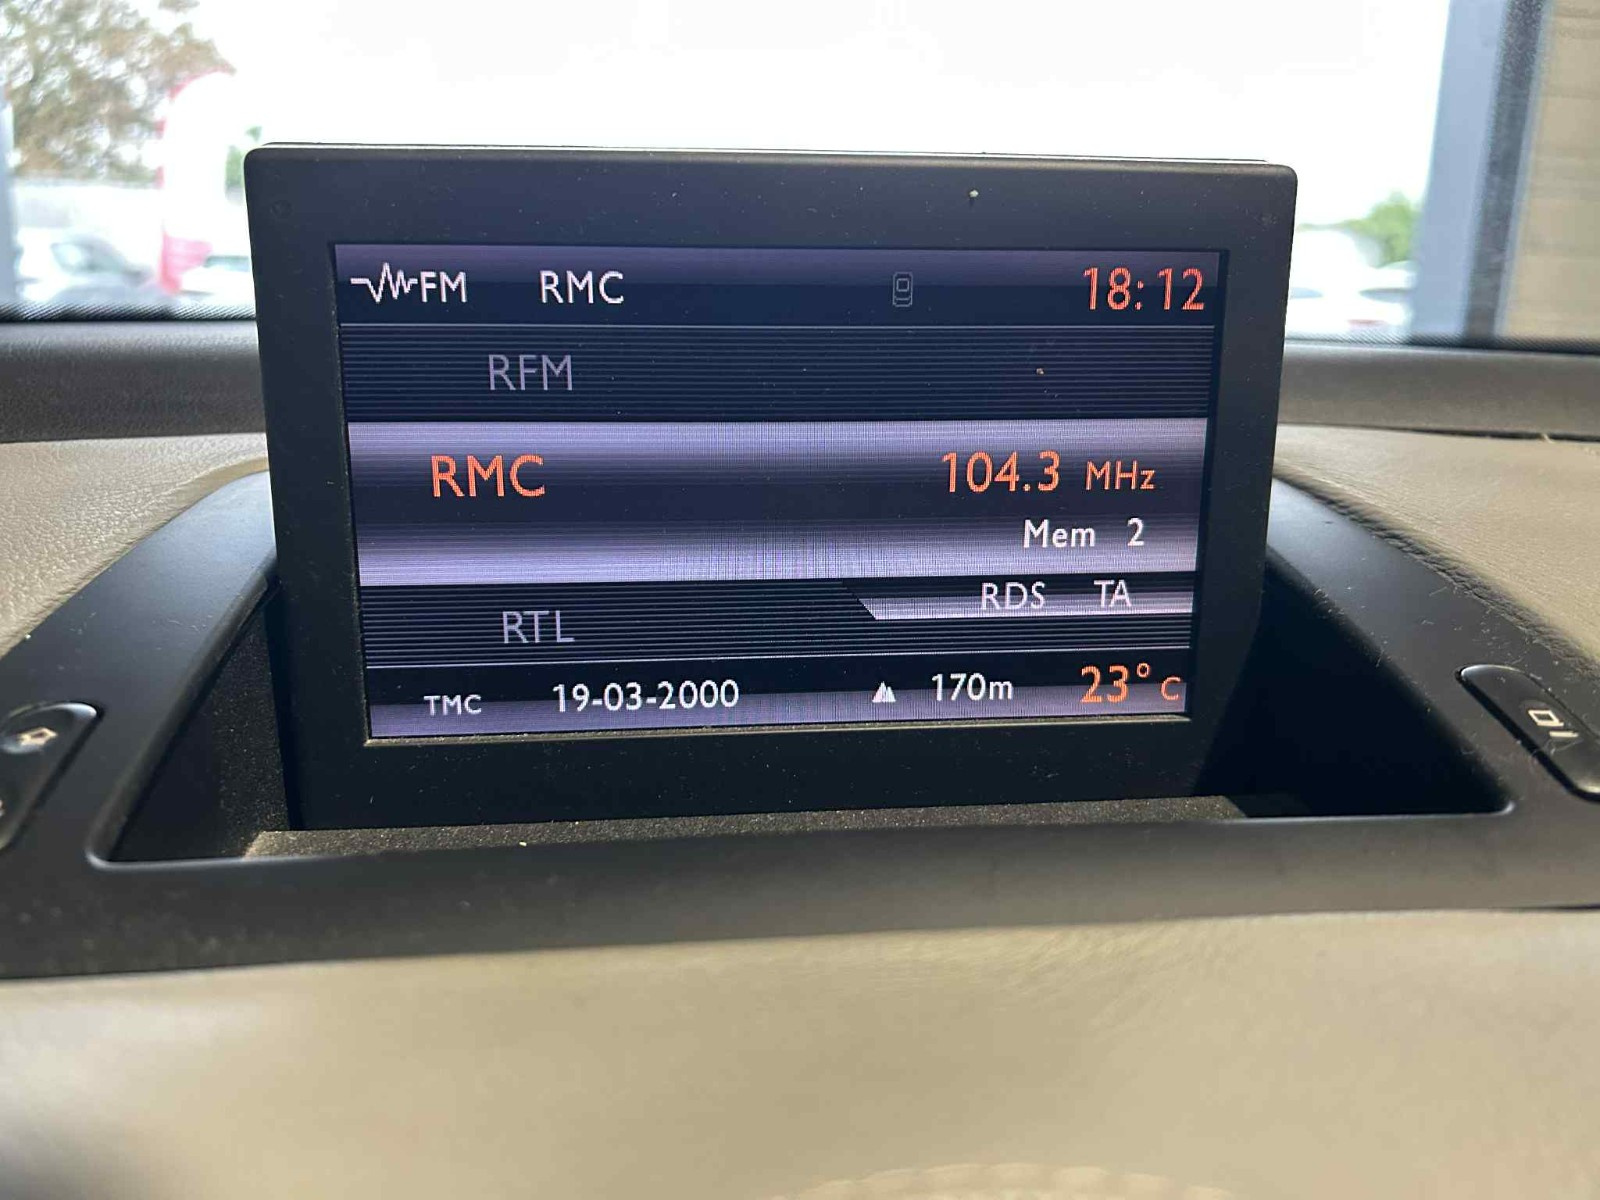 FM RMC 18:12
RFM
RMC 104.3 MHz
Mem 2
RDS TA
RTL
TMC 19-03-2000 170m 23°C